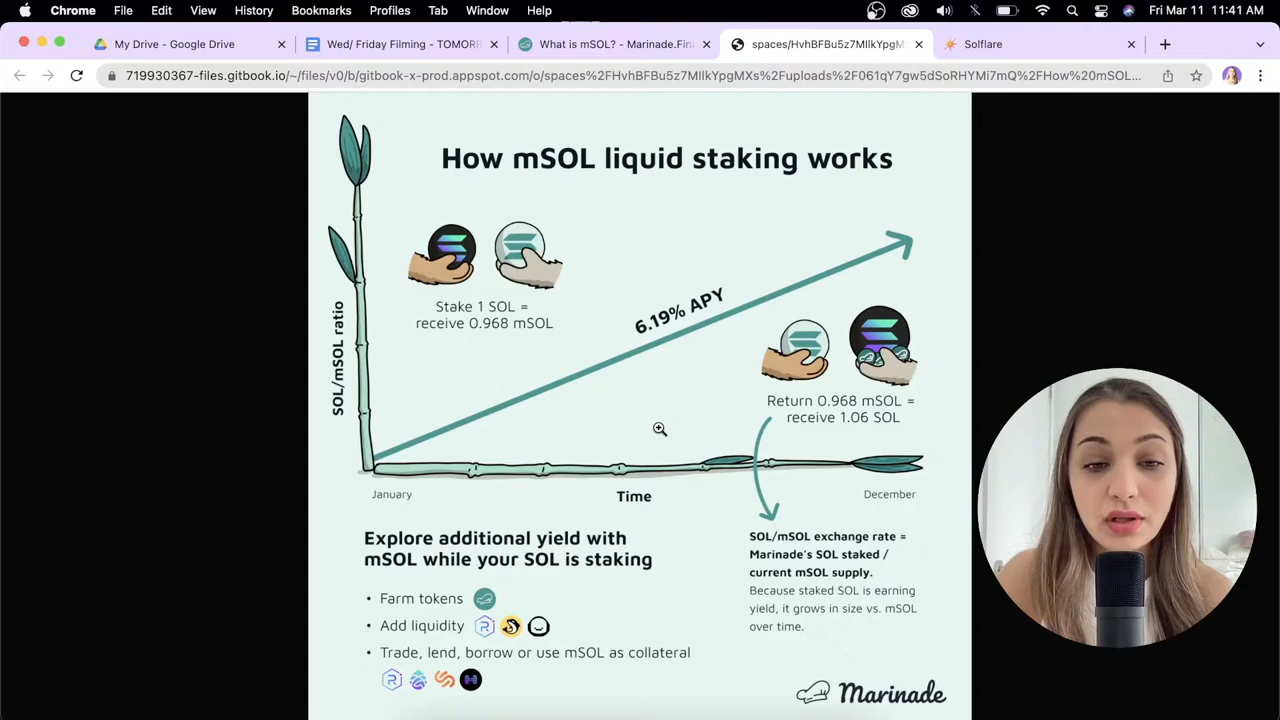 Chrome File Edit View History Bookmarks Profiles Tab Window Help Fri Mar 11 11:41 AM
My Drive - Google Drive
Wed/ Friday Filming - TOMORR
What is mSOL? - Marinade.Fina
spaces/HvhBFBu5z7MIlkYpgM
Solflare
719930367-files.gitbook.io/~/files/v0/b/gitbook-x-prod.appspot.com/o/spaces%2FHvhBFBu5z7MIlkYpgMXs%2Fuploads%2F061qY7gw5dSoRHYMi7mQ%2FHow%20mSOL...
How mSOL liquid staking works
Stake 1 SOL =
receive 0.968 mSOL
6.19% APY
SOL/mSOL ratio
Return 0.968 mSOL =
receive 1.06 SOL
January
Time
December
Explore additional yield with
mSOL while your SOL is staking
• Farm tokens
• Add liquidity
• Trade, lend, borrow or use mSOL as collateral
SOL/mSOL exchange rate =
Marinade's SOL staked /
current mSOL supply.
Because staked SOL is earning
yield, it grows in size vs. mSOL
over time.
Marinade